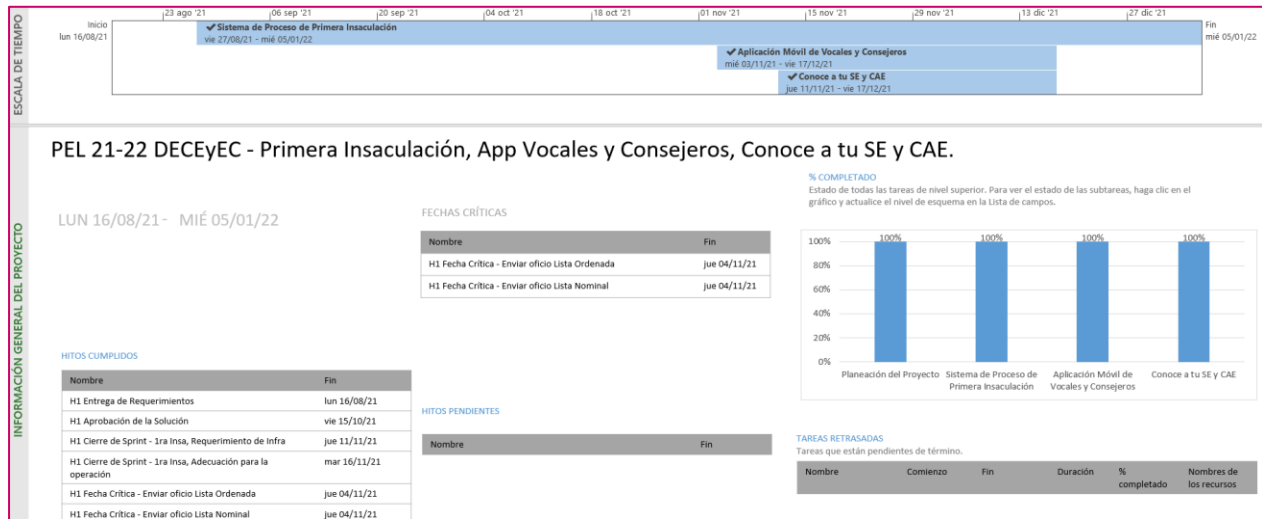 ESCALA DE TIEMPO
23 ago '21 06 sep '21 20 sep '21 04 oct '21 18 oct '21 01 nov '21 15 nov '21 29 nov '21 13 dic '21 27 dic '21
Inicio
lun 16/08/21
✔Sistema de Proceso de Primera Insaculación
vie 27/08/21 - mié 05/01/22
Fin
mié 05/01/22
✔Aplicación Móvil de Vocales y Consejeros
mié 03/11/21 - vie 17/12/21
✔Conoce a tu SE y CAE
jue 11/11/21 - vie 17/12/21
INFORMACIÓN GENERAL DEL PROYECTO
PEL 21-22 DECEyEC - Primera Insaculación, App Vocales y Consejeros, Conoce a tu SE y CAE.
LUN 16/08/21 - MIÉ 05/01/22
FECHAS CRÍTICAS
Nombre Fin
H1 Fecha Crítica - Enviar oficio Lista Ordenada jue 04/11/21
H1 Fecha Crítica - Enviar oficio Lista Nominal jue 04/11/21
% COMPLETADO
Estado de todas las tareas de nivel superior. Para ver el estado de las subtareas, haga clic en el
gráfico y actualice el nivel de esquema en la Lista de campos.
100% 100% 100% 100%
100%
80%
60%
40%
20%
0%
Planeación del Proyecto Sistema de Proceso de Primera Insaculación Aplicación Móvil de Vocales y Consejeros Conoce a tu SE y CAE
HITOS CUMPLIDOS
Nombre Fin
H1 Entrega de Requerimientos lun 16/08/21
H1 Aprobación de la Solución vie 15/10/21
H1 Cierre de Sprint - 1ra Insa, Requerimiento de Infra jue 11/11/21
H1 Cierre de Sprint - 1ra Insa, Adecuación para la operación mar 16/11/21
H1 Fecha Crítica - Enviar oficio Lista Ordenada jue 04/11/21
H1 Fecha Crítica - Enviar oficio Lista Nominal jue 04/11/21
HITOS PENDIENTES
Nombre Fin
TAREAS RETRASADAS
Tareas que están pendientes de término.
Nombre Comienzo Fin Duración % completado Nombres de los recursos